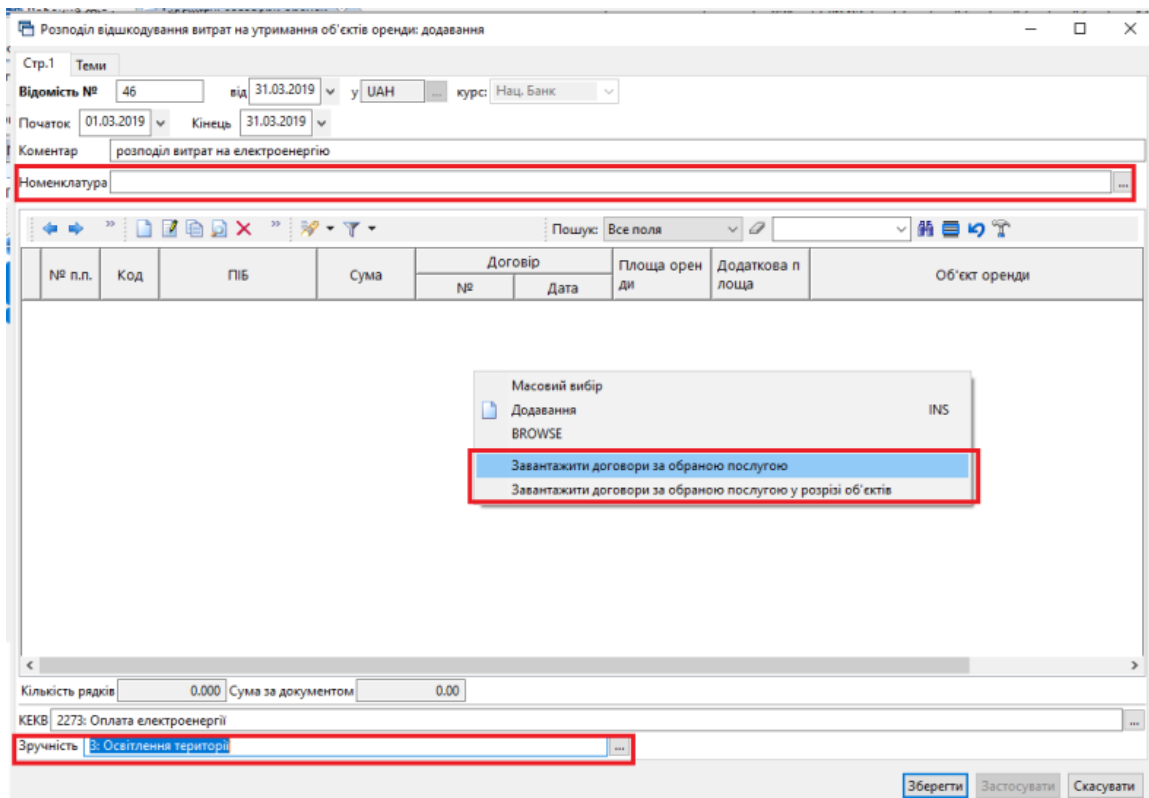 Розподіл відшкодування витрат на утримання об'єктів оренди: додавання
Стр.1 Теми
Відомість № 46 від 31.03.2019 у UAH ... курс: Нац. Банк
Початок 01.03.2019 Кінець 31.03.2019
Коментар розподіл витрат на електроенергію
Номенклатура ...
Пошук: Все поля
№ п.п. Код ПІБ Сума Договір Площа орен Додаткова п Об'єкт оренди
№ Дата ди лоща
Масовий вибір
Додавання INS
BROWSE
Завантажити договори за обраною послугою
Завантажити договори за обраною послугою у розрізі об'єктів
Кількість рядків 0.000 Сума за документом 0.00
КЕКВ 2273: Оплата електроенергії ...
Зручність 3: Освітлення території ...
Зберегти Застосувати Скасувати